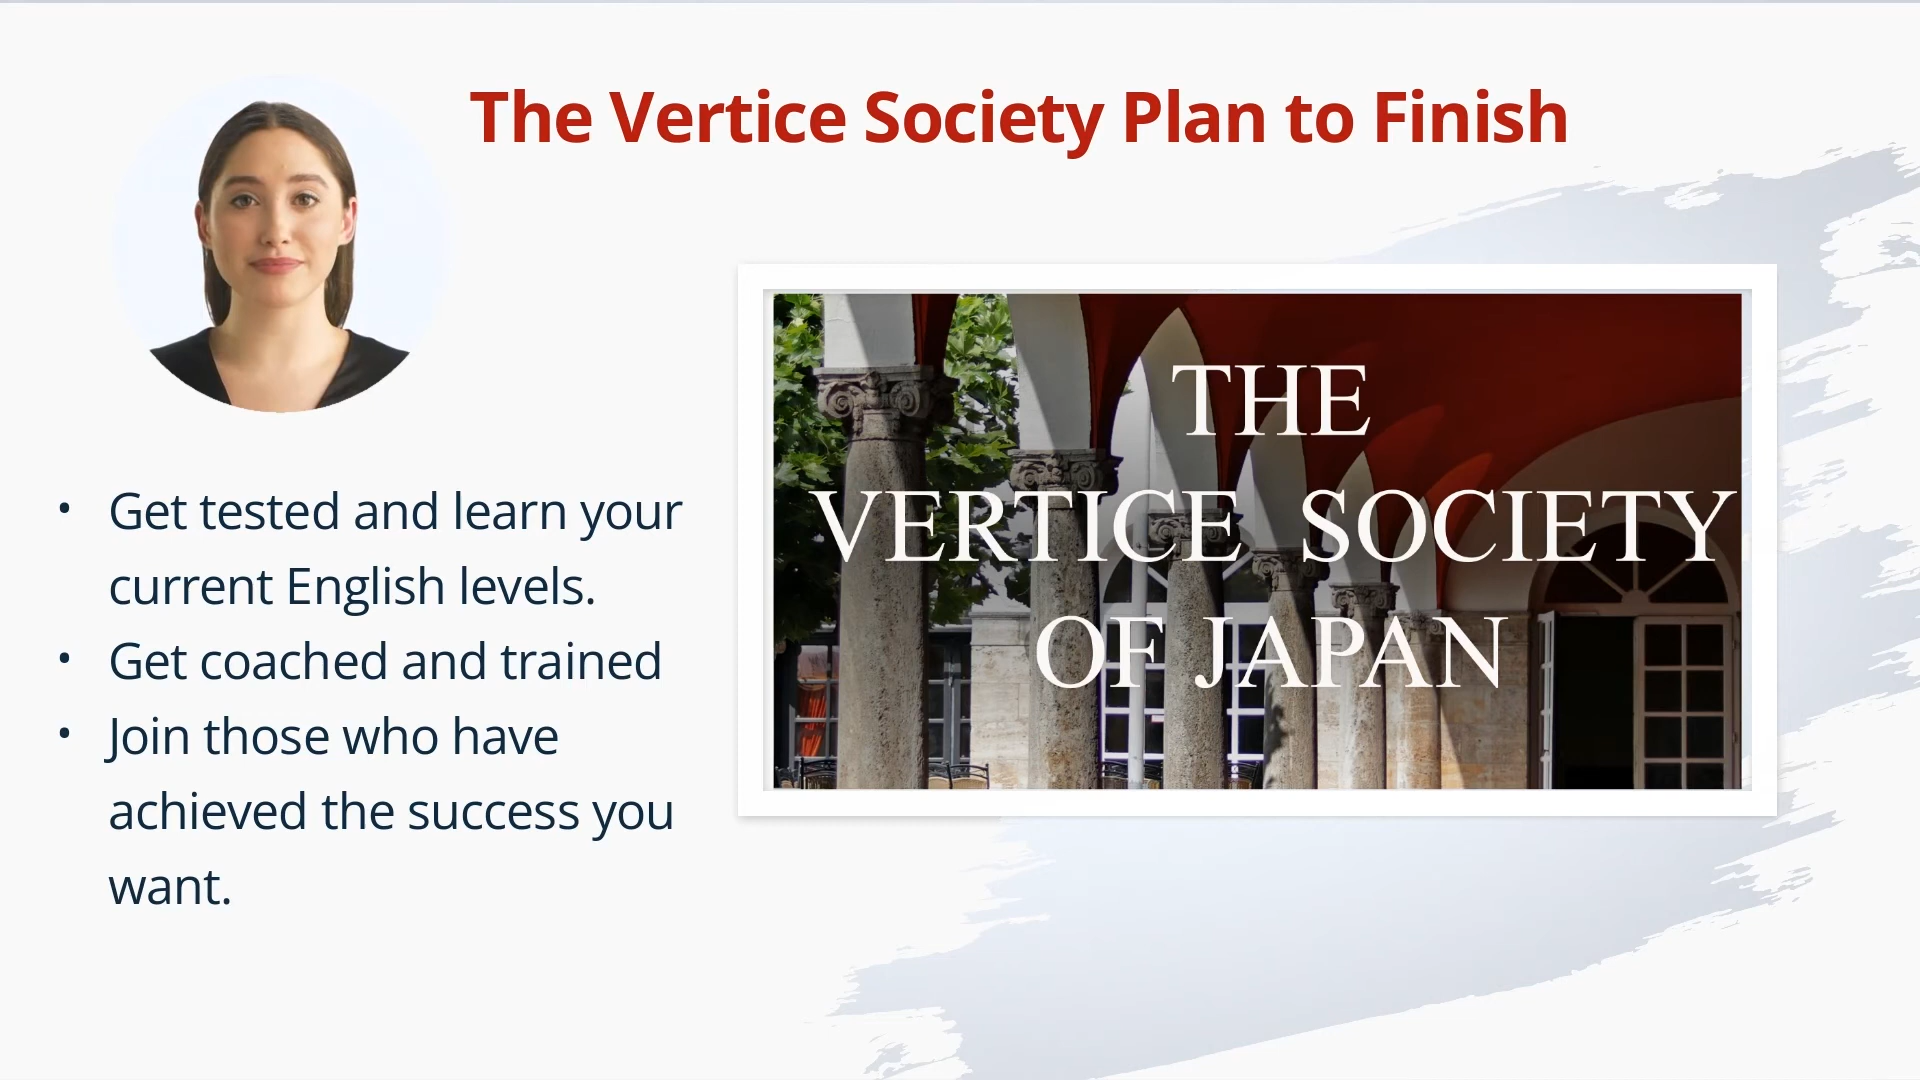 The Vertice Society Plan to Finish
• Get tested and learn your
current English levels.
• Get coached and trained
• Join those who have
achieved the success you
want.
THE
VERTICE SOCIETY
OF JAPAN